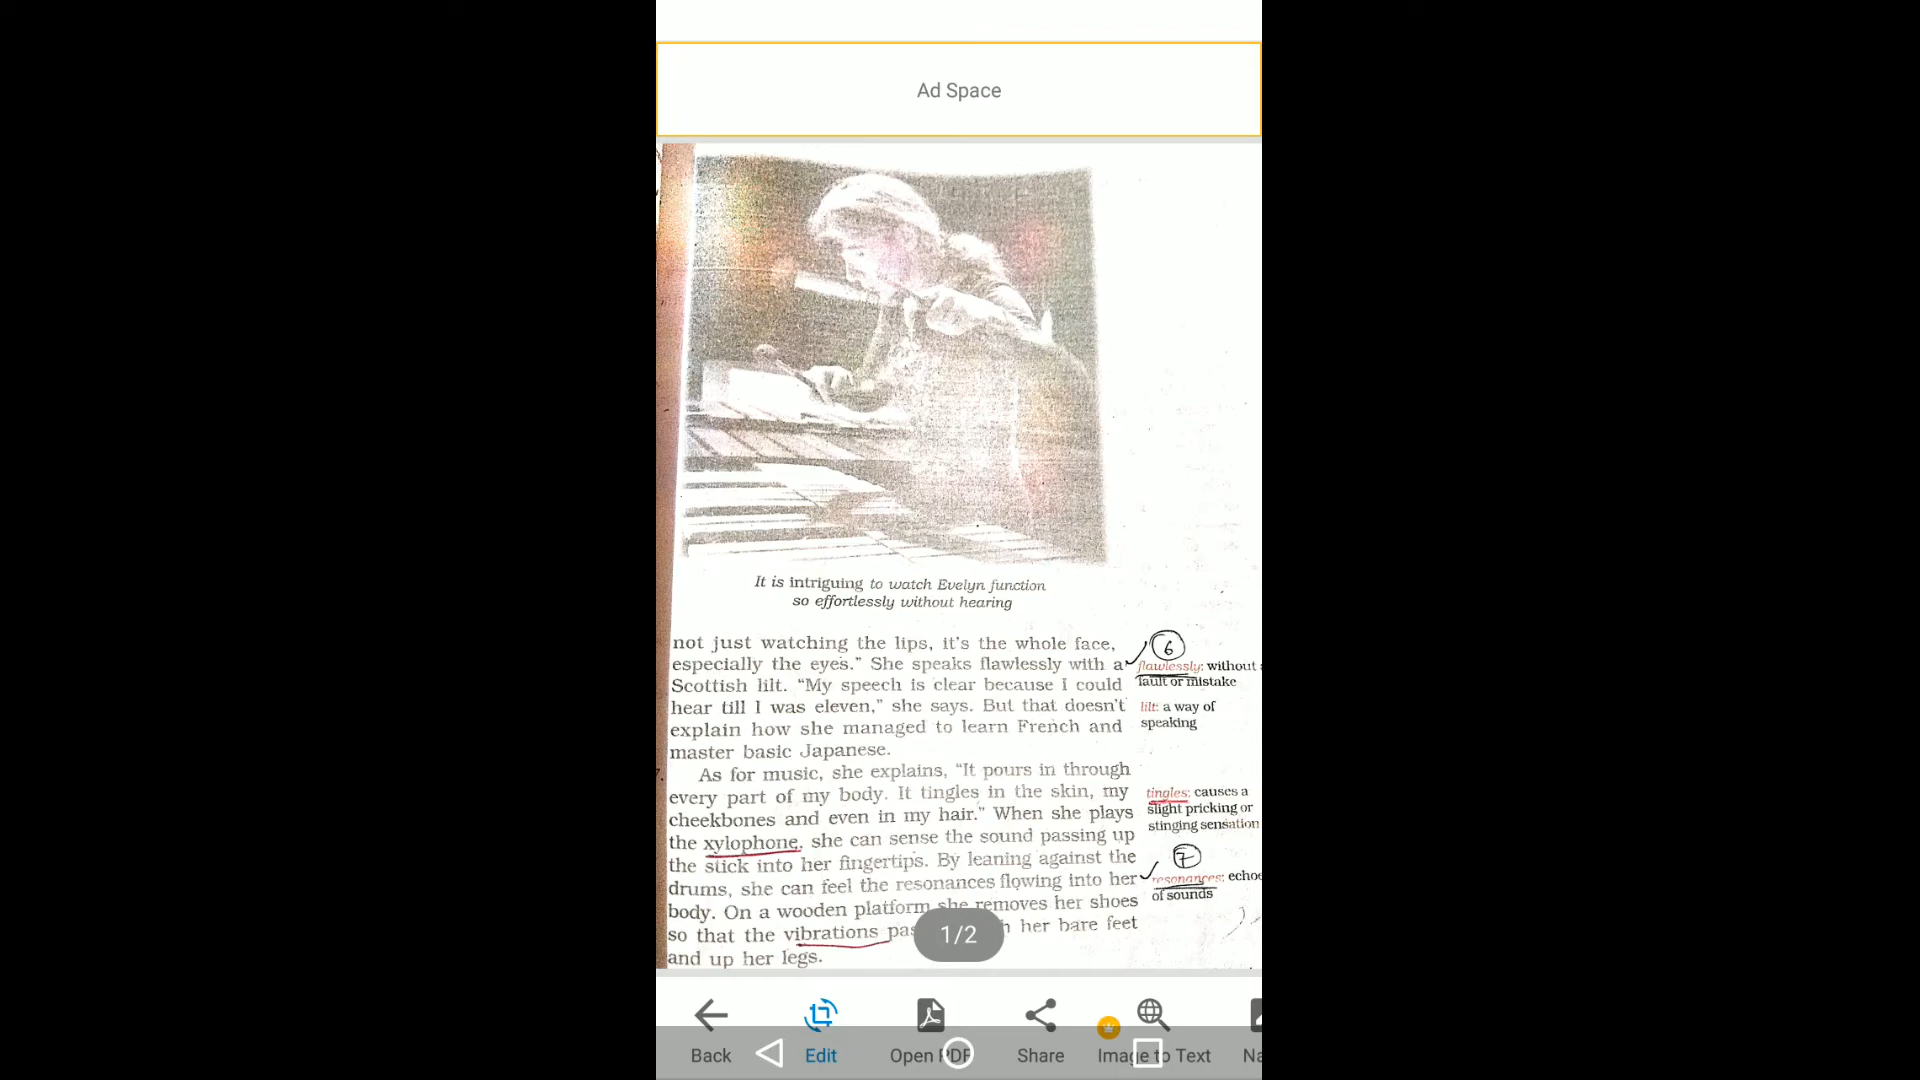 Ad Space
It is intriguing to watch Evelyn function
so effortlessly without hearing
not just watching the lips, it's the whole face,
especially the eyes.” She speaks flawlessly with a
Scottish lilt. “My speech is clear because I could
hear till I was eleven,” she says. But that doesn't
explain how she managed to learn French and
master basic Japanese.
As for music, she explains, “It pours in through
every part of my body. It tingles in the skin, my
cheekbones and even in my hair.” When she plays
the xylophone, she can sense the sound passing up
the stick into her fingertips. By leaning against the
drums, she can feel the resonances flowing into her
body. On a wooden platform she removes her shoes
so that the vibrations her bare feet
and up her legs.
6
flawlessly: without
fault or mistake
lilt: a way of
speaking
tingles: causes a
slight pricking or
stinging sensation
7
resonances: echoe
of sounds
1/2
Back
Edit
Open PDF
Share
Image to Text
Na